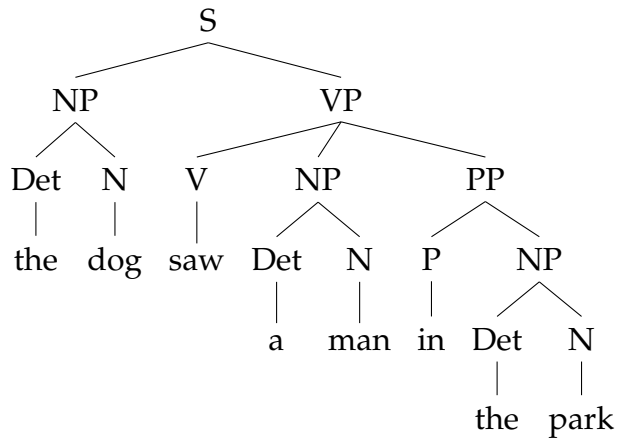 S
NP VP
Det N V NP PP
the dog saw Det N P NP
a man in Det N
the park